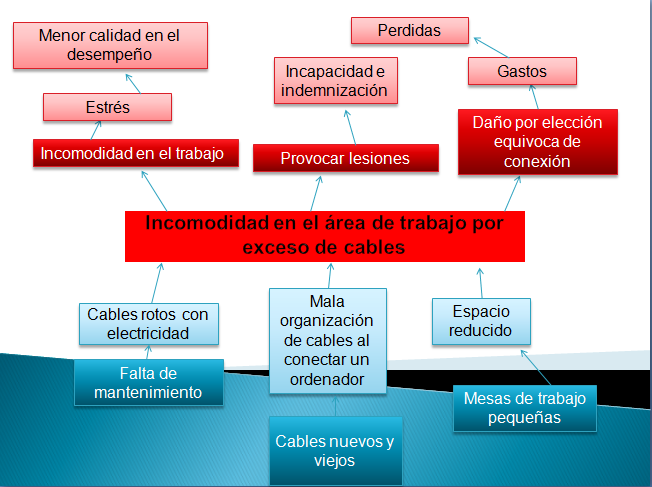 Perdidas
Menor calidad en el
desempeño
Incapacidad e
indemnización
Gastos
Estrés
Incomodidad en el trabajo
Provocar lesiones
Daño por elección
equivoca de
conexión
Incomodidad en el área de trabajo por
exceso de cables
Cables rotos con
electricidad
Mala
organización
de cables al
conectar un
ordenador
Espacio
reducido
Falta de
mantenimiento
Cables nuevos y
viejos
Mesas de trabajo
pequeñas